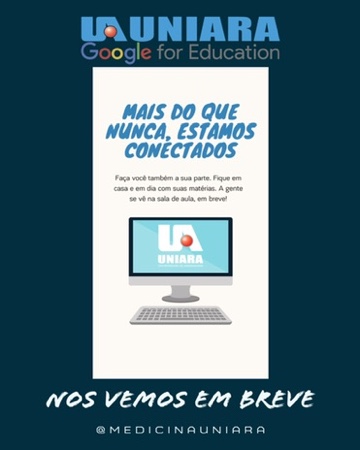 UNIARA
Google for Education
MAIS DO QUE
NUNCA, ESTAMOS
CONECTADOS
Faça você também a sua parte. Fique em
casa e em dia com suas matérias. A gente
se vê na sala de aula, em breve!
UA
UNIARA
NOS VEMOS EM BREVE
@MEDICINAUNIARA